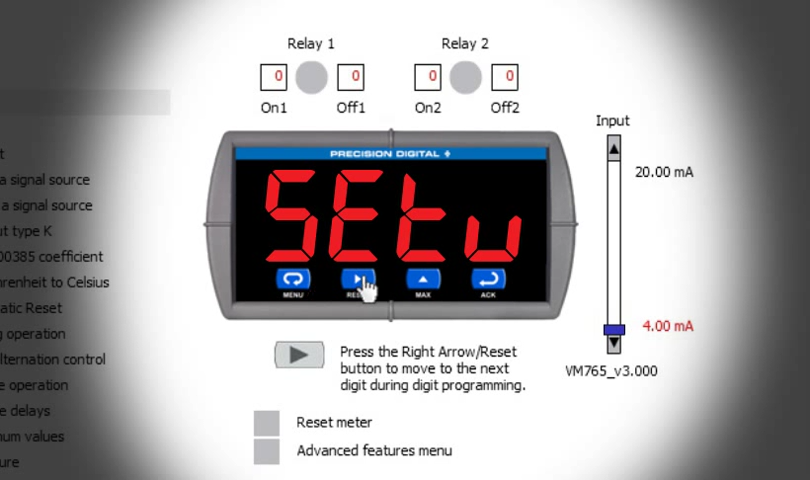 Relay 1
Relay 2
0
0
0
0
On1
Off1
On2
Off2
Input
PRECISION DIGITAL
20.00 mA
SEtu
MENU
MAX
ACK
4.00 mA
VM765_v3.000
Press the Right Arrow/Reset
button to move to the next
digit during digit programming.
Reset meter
Advanced features menu
a signal source
a signal source
ut type K
00385 coefficient
hrenheit to Celsius
atic Reset
g operation
lternation control
e operation
e delays
num values
ure